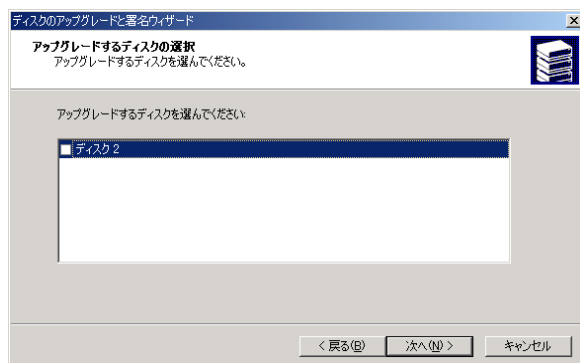 ディスクのアップグレードと署名ウィザード
アップグレードするディスクの選択
アップグレードするディスクを選んでください。
アップグレードするディスクを選んでください:
ディスク 2
< 戻る(B)
次へ(N) >
キャンセル